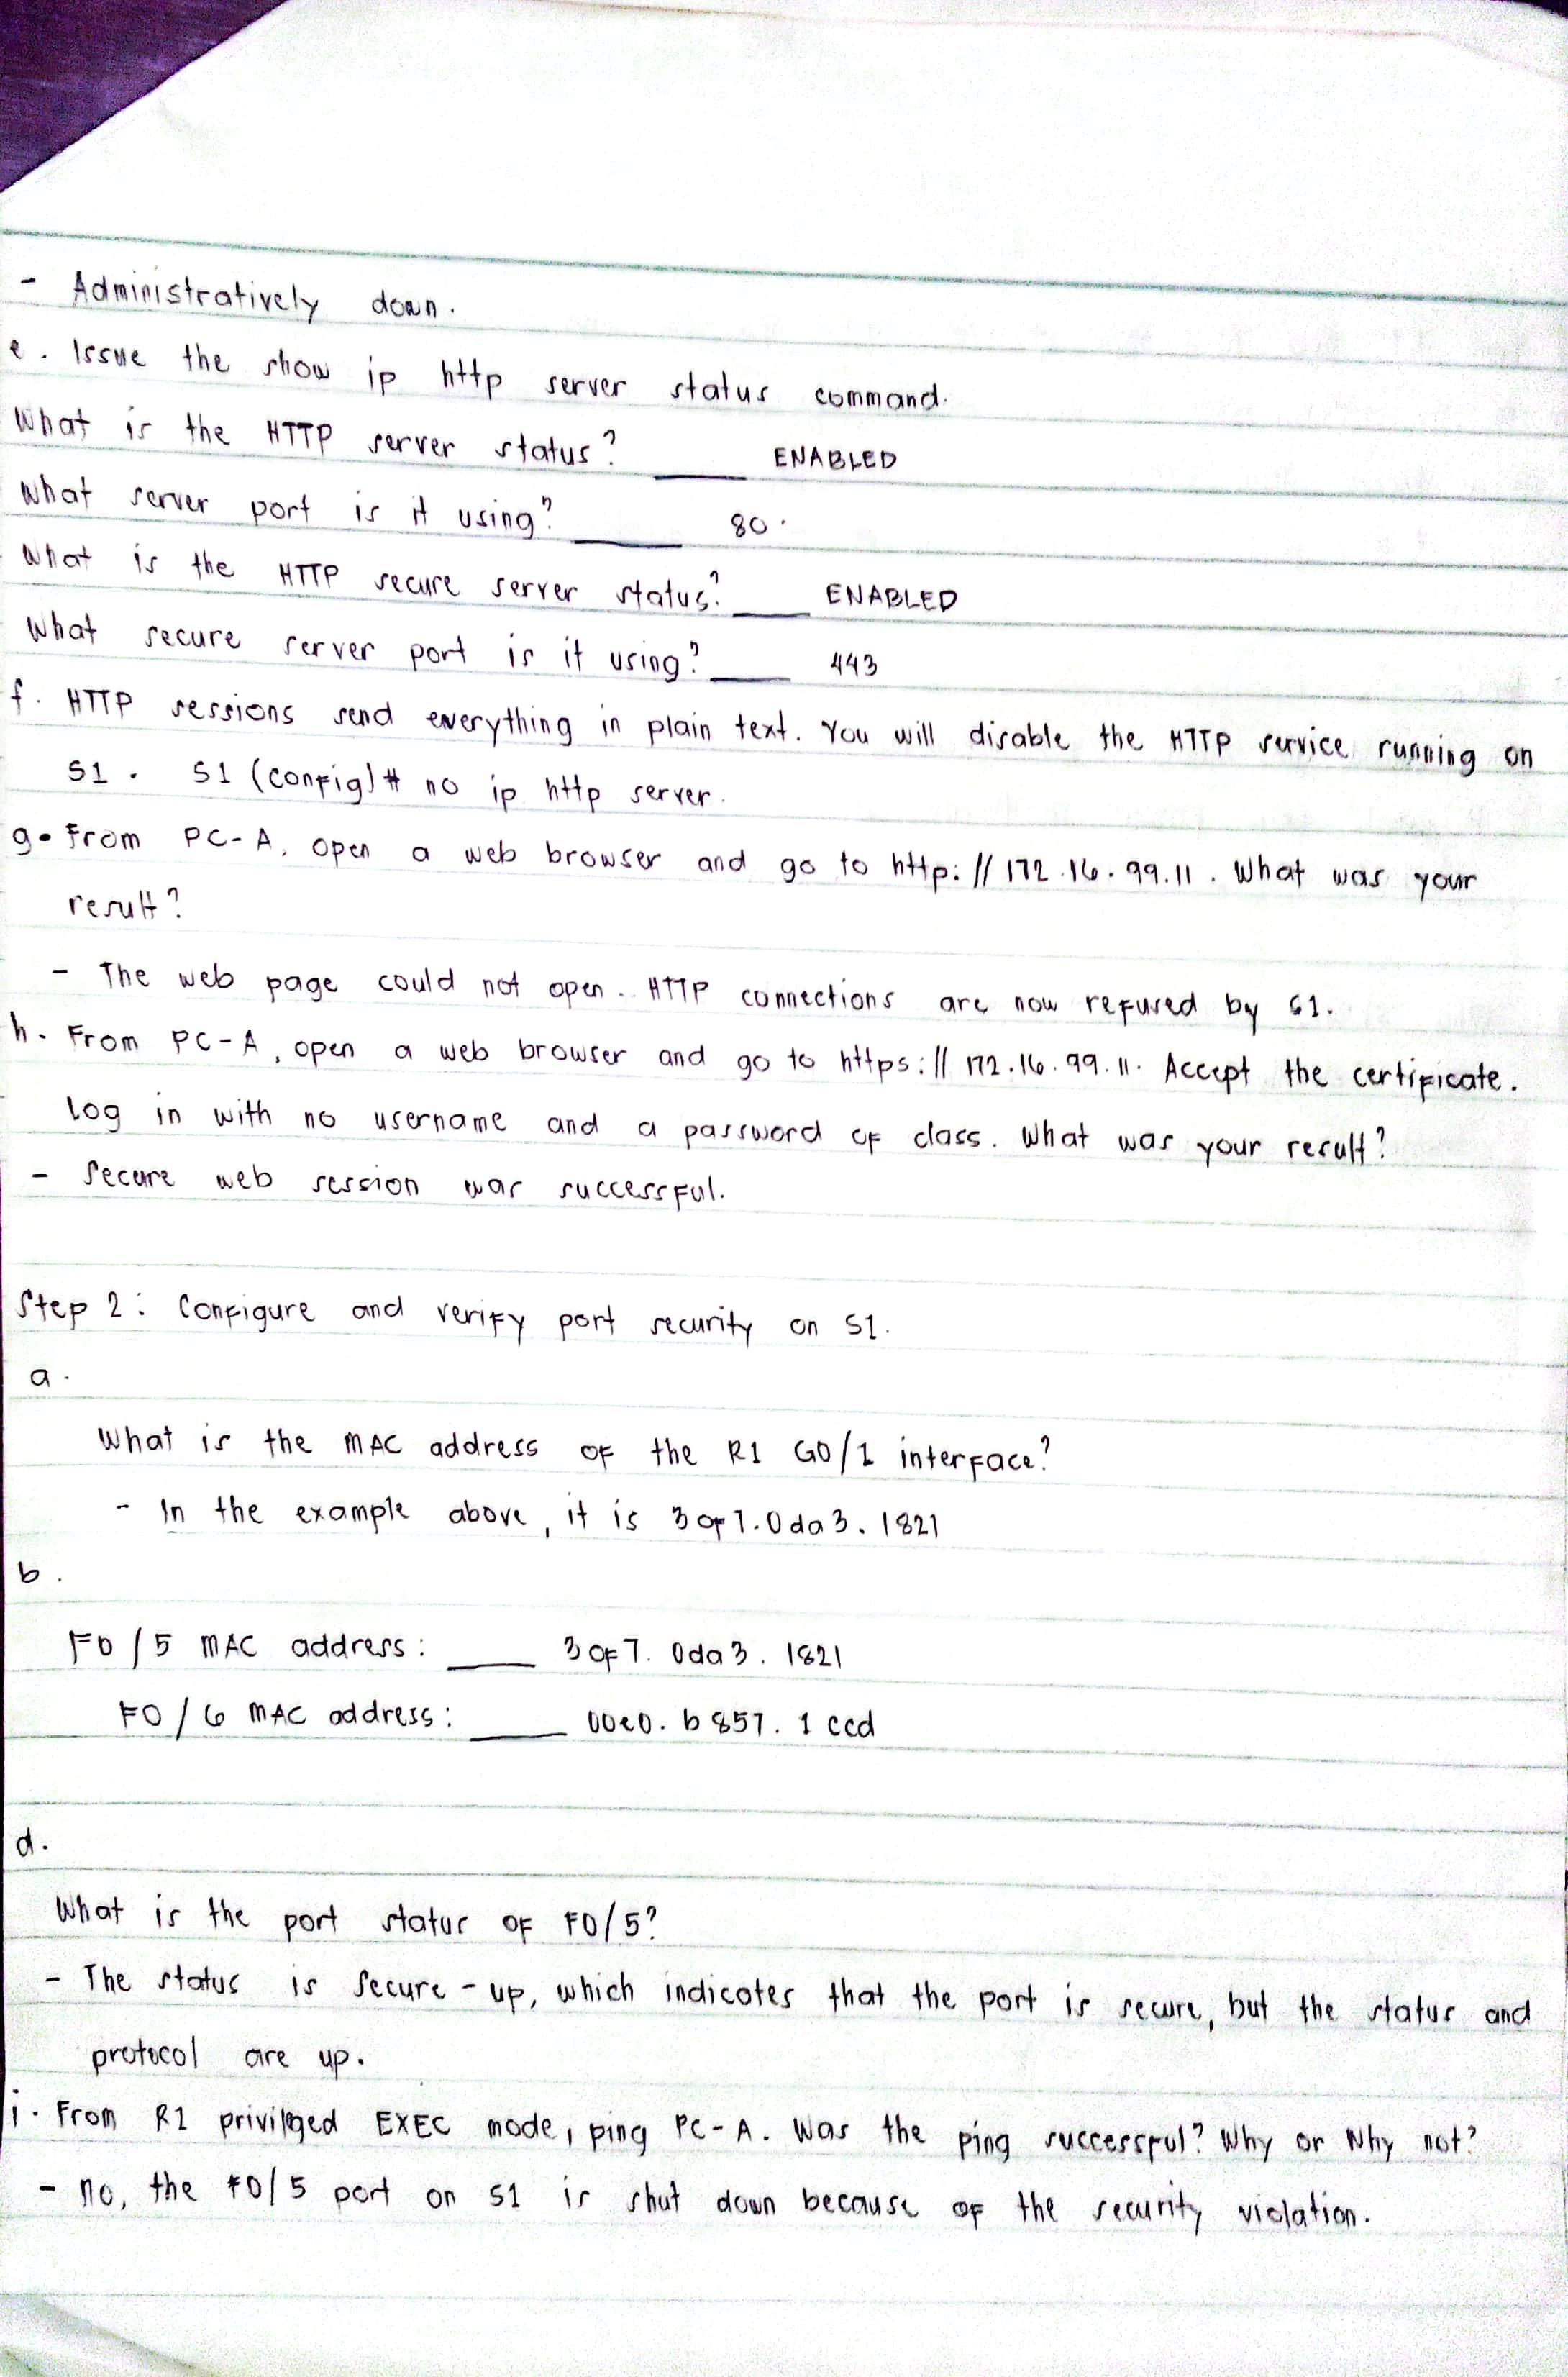 - Administratively down.
e. Issue the show ip http server status command.
What is the HTTP server status? ____ ENABLED
What server port is it using? ____ 80.
What is the HTTP secure server status? ____ ENABLED
What secure server port is it using? ____ 443
f. HTTP sessions send everything in plain text. You will disable the HTTP service running on
S1. S1 (config)# no ip http server.
g. From PC-A, open a web browser and go to http://172.16.99.11. What was your
result?
- The web page could not open. HTTP connections are now refused by S1.
h. From PC-A, open a web browser and go to https://172.16.99.11. Accept the certificate.
Log in with no username and a password of class. What was your result?
- Secure web session was successful.
Step 2: Configure and verify port security on S1.
a.
What is the MAC address of the R1 G0/1 interface?
- In the example above, it is 30f7.0da3.1821
b.
F0/5 MAC address: ____ 30f7.0da3.1821
F0/6 MAC address: ____ 00e0.b857.1ccd
d.
What is the port status of F0/5?
- The status is Secure-up, which indicates that the port is secure, but the status and
protocol are up.
i. From R1 privileged EXEC mode, ping PC-A. Was the ping successful? Why or Why not?
- no, the F0/5 port on S1 is shut down because of the security violation.